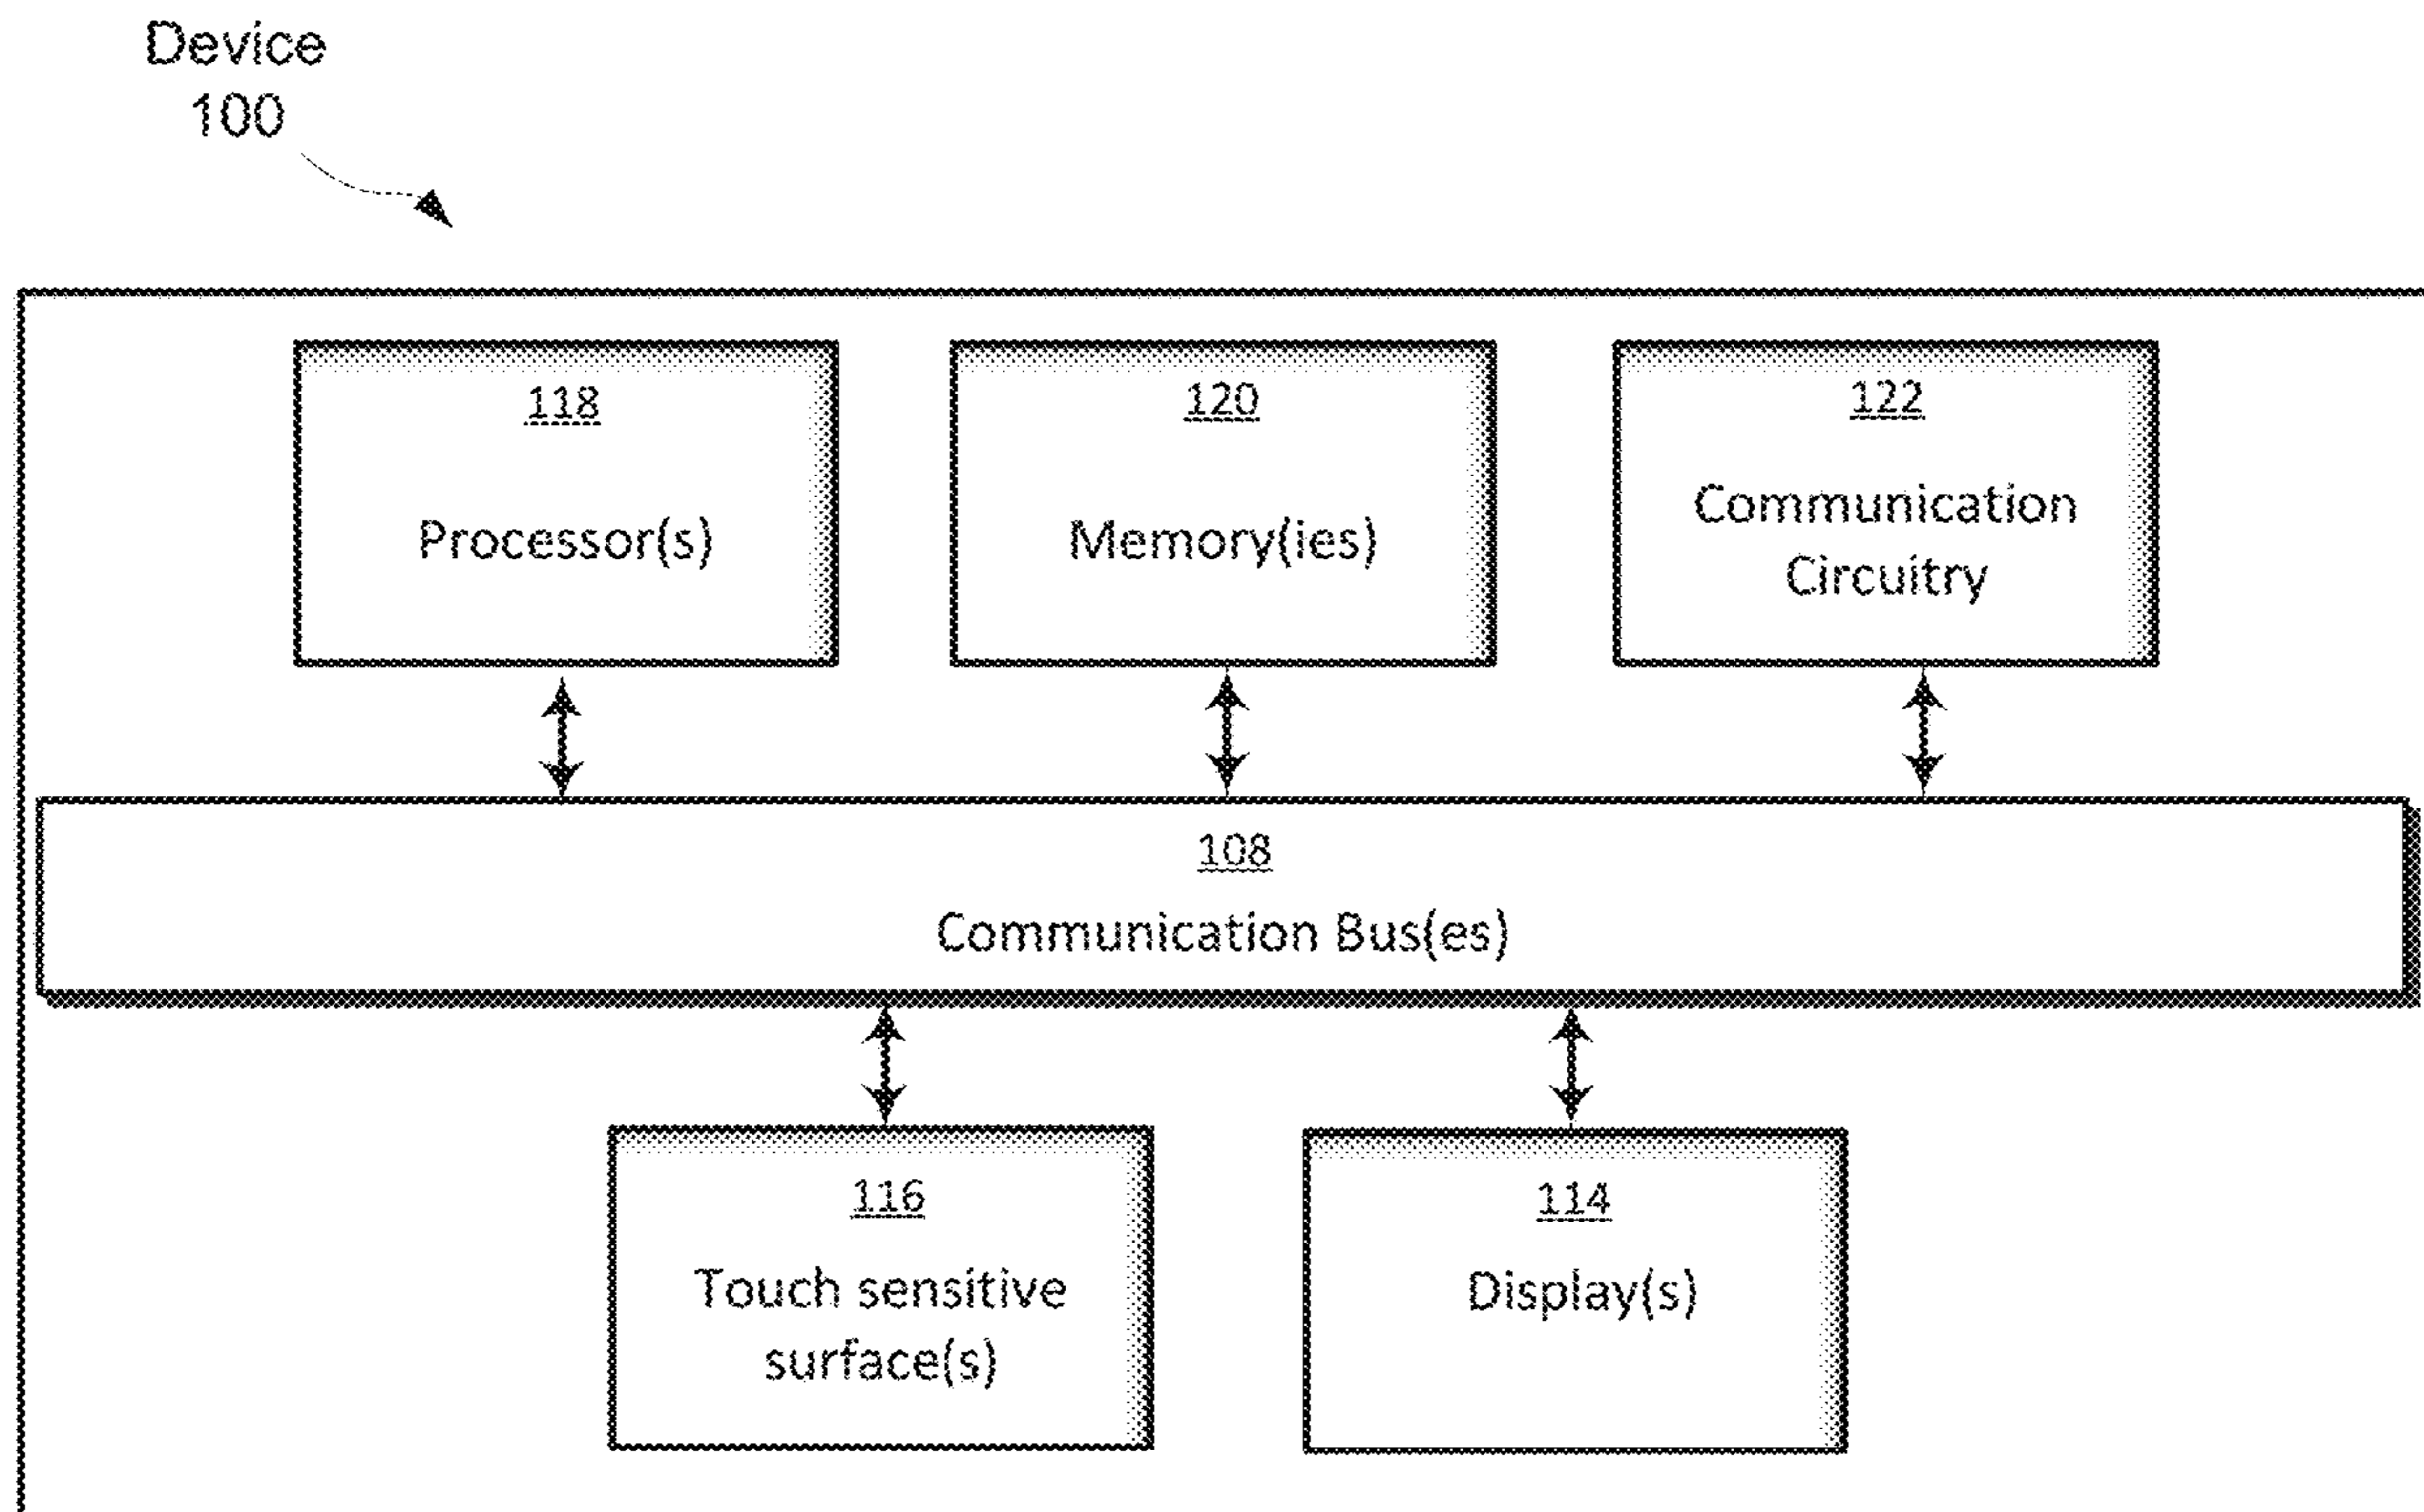 Device
100
118
Processor(s)
120
Memory(ies)
122
Communication
Circuitry
108
Communication Bus(es)
116
Touch sensitive
surface(s)
114
Display(s)